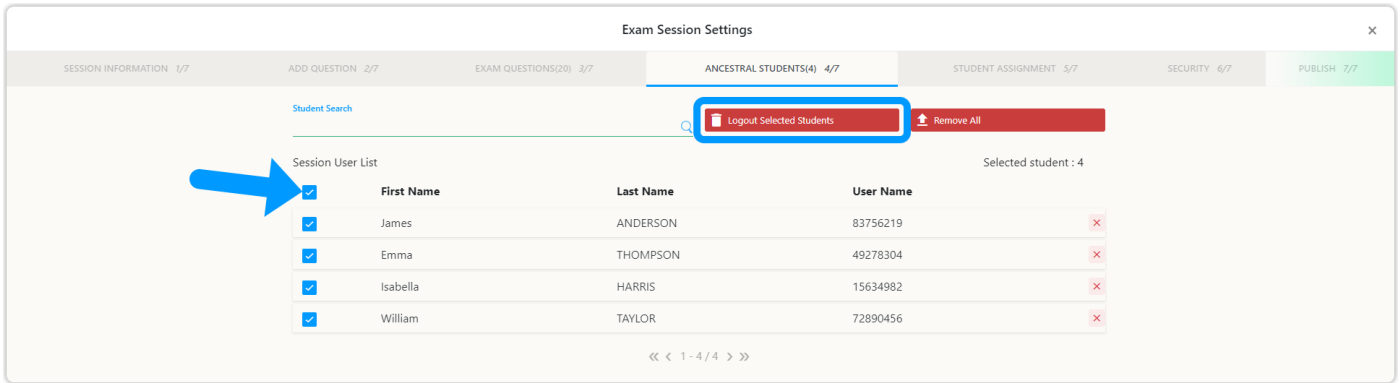 Exam Session Settings
SESSION INFORMATION 1/7 ADD QUESTION 2/7 EXAM QUESTIONS(20) 3/7 ANCESTRAL STUDENTS(4) 4/7 STUDENT ASSIGNMENT 5/7 SECURITY 6/7 PUBLISH 7/7
Student Search
Logout Selected Students Remove All
Session User List Selected student : 4
First Name Last Name User Name
James ANDERSON 83756219
Emma THOMPSON 49278304
Isabella HARRIS 15634982
William TAYLOR 72890456
1 - 4 / 4